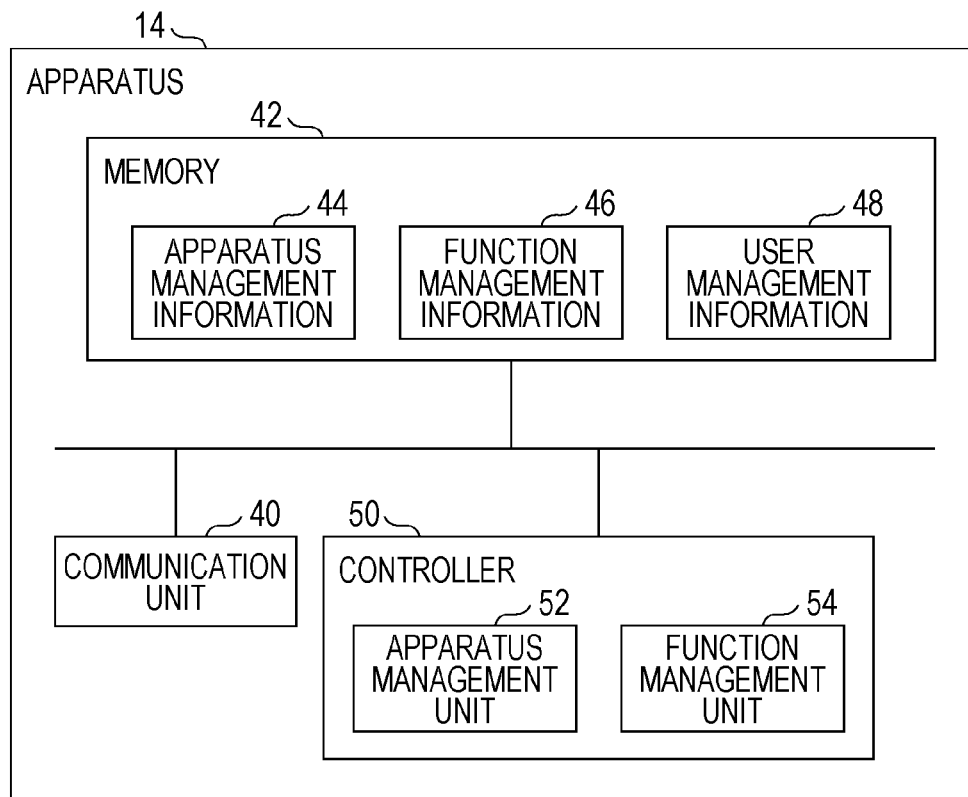 14
APPARATUS
42
MEMORY
44
APPARATUS
MANAGEMENT
INFORMATION
46
FUNCTION
MANAGEMENT
INFORMATION
48
USER
MANAGEMENT
INFORMATION
40
COMMUNICATION
UNIT
50
CONTROLLER
52
APPARATUS
MANAGEMENT
UNIT
54
FUNCTION
MANAGEMENT
UNIT